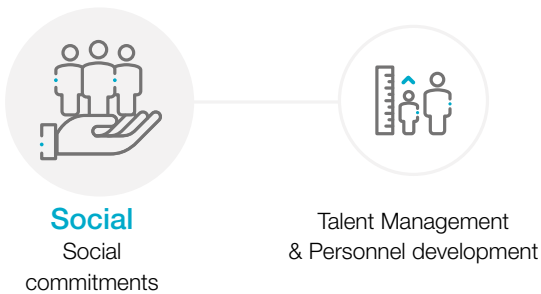 Social
Social
commitments
Talent Management
& Personnel development